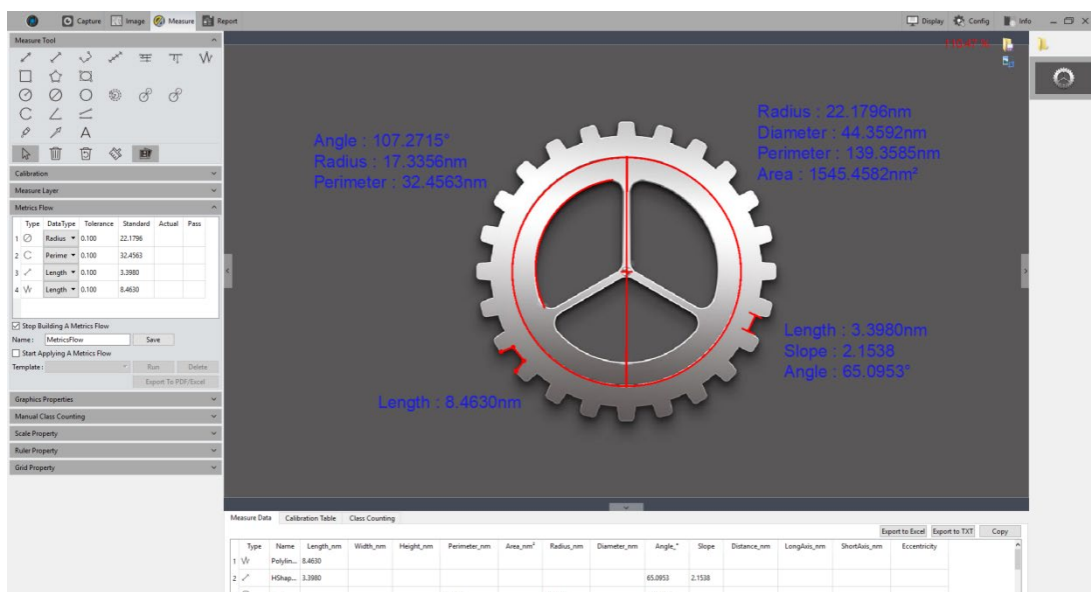 Capture Image Measure Report Display Config Info
Measure Tool
A
Calibration
Measure Layer
Metrics Flow
Type DataType Tolerance Standard Actual Pass
1 Radius 0.100 22.1796
2 Perime 0.100 32.4563
3 Length 0.100 3.3980
4 Length 0.100 8.4630
Stop Building A Metrics Flow
Name : MetricsFlow Save
Start Applying A Metrics Flow
Template : Run Delete
Export To PDF/Excel
Graphics Properties
Manual Class Counting
Scale Property
Ruler Property
Grid Property
Angle : 107.2715°
Radius : 17.3356nm
Perimeter : 32.4563nm
Radius : 22.1796nm
Diameter : 44.3592nm
Perimeter : 139.3585nm
Area : 1545.4582nm²
Length : 3.3980nm
Slope : 2.1538
Angle : 65.0953°
Length : 8.4630nm
Measure Data Calibration Table Class Counting
Export to Excel Export to TXT Copy
Type Name Length_nm Width_nm Height_nm Perimeter_nm Area_nm² Radius_nm Diameter_nm Angle_° Slope Distance_nm LongAxis_nm ShortAxis_nm Eccentricity
1 Polylin... 8.4630
2 HShap... 3.3980 65.0953 2.1538